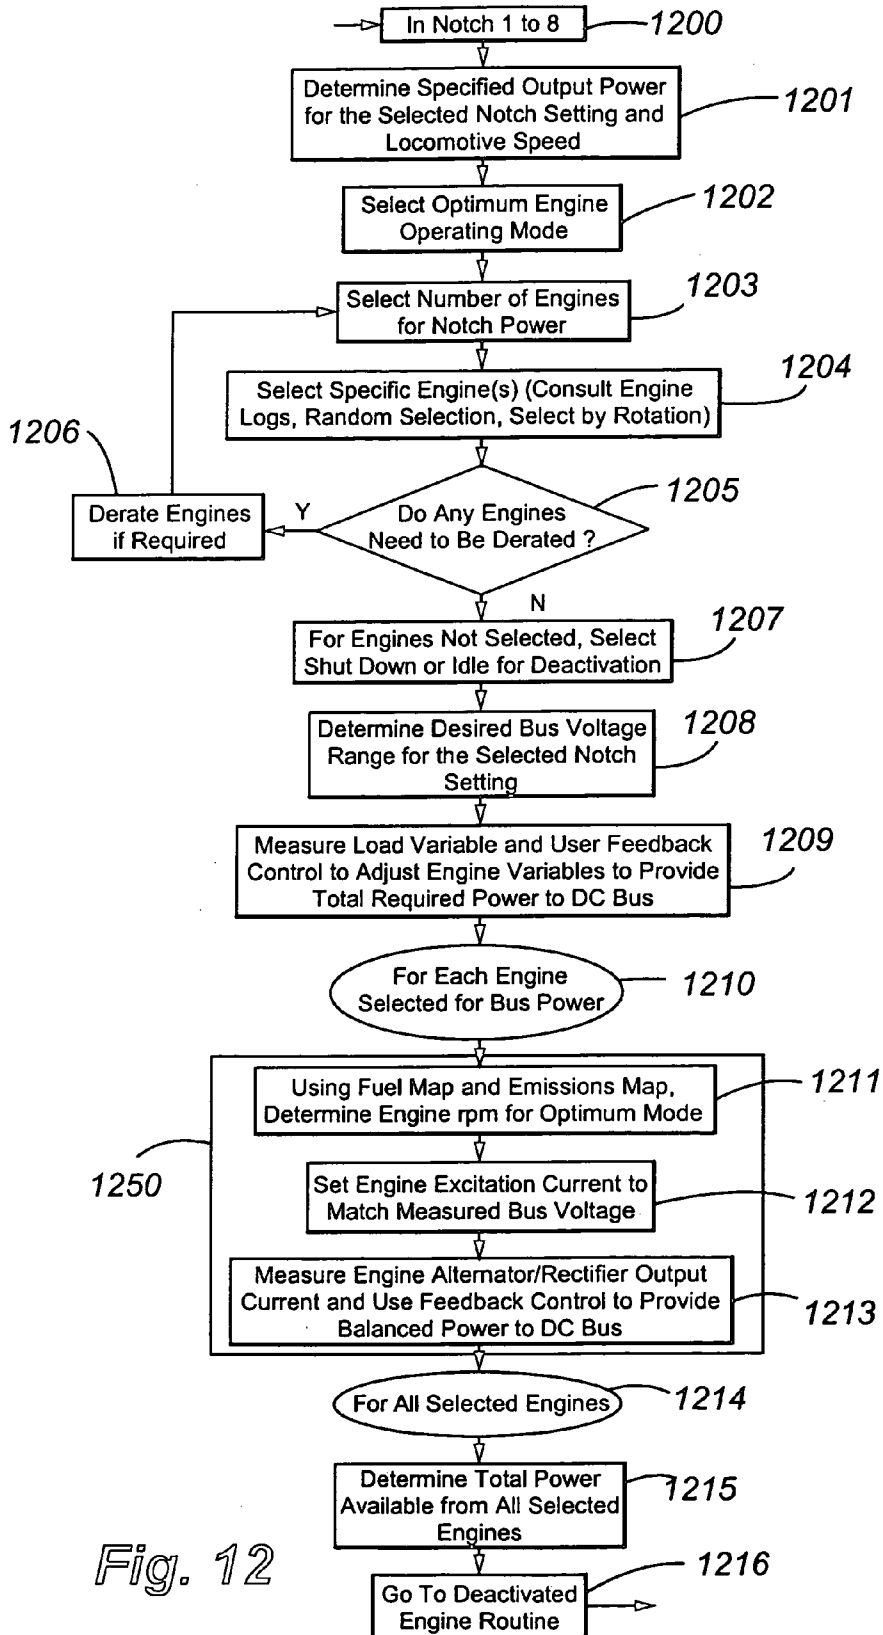 In Notch 1 to 8
1200
Determine Specified Output Power
for the Selected Notch Setting and
Locomotive Speed
1201
Select Optimum Engine
Operating Mode
1202
Select Number of Engines
for Notch Power
1203
Select Specific Engine(s) (Consult Engine
Logs, Random Selection, Select by Rotation)
1204
1206
Derate Engines
if Required
Y
Do Any Engines
Need to Be Derated ?
1205
N
For Engines Not Selected, Select
Shut Down or Idle for Deactivation
1207
Determine Desired Bus Voltage
Range for the Selected Notch
Setting
1208
Measure Load Variable and User Feedback
Control to Adjust Engine Variables to Provide
Total Required Power to DC Bus
1209
For Each Engine
Selected for Bus Power
1210
Using Fuel Map and Emissions Map,
Determine Engine rpm for Optimum Mode
1211
1250
Set Engine Excitation Current to
Match Measured Bus Voltage
1212
Measure Engine Alternator/Rectifier Output
Current and Use Feedback Control to Provide
Balanced Power to DC Bus
1213
For All Selected Engines
1214
Determine Total Power
Available from All Selected
Engines
1215
Go To Deactivated
Engine Routine
1216
Fig. 12